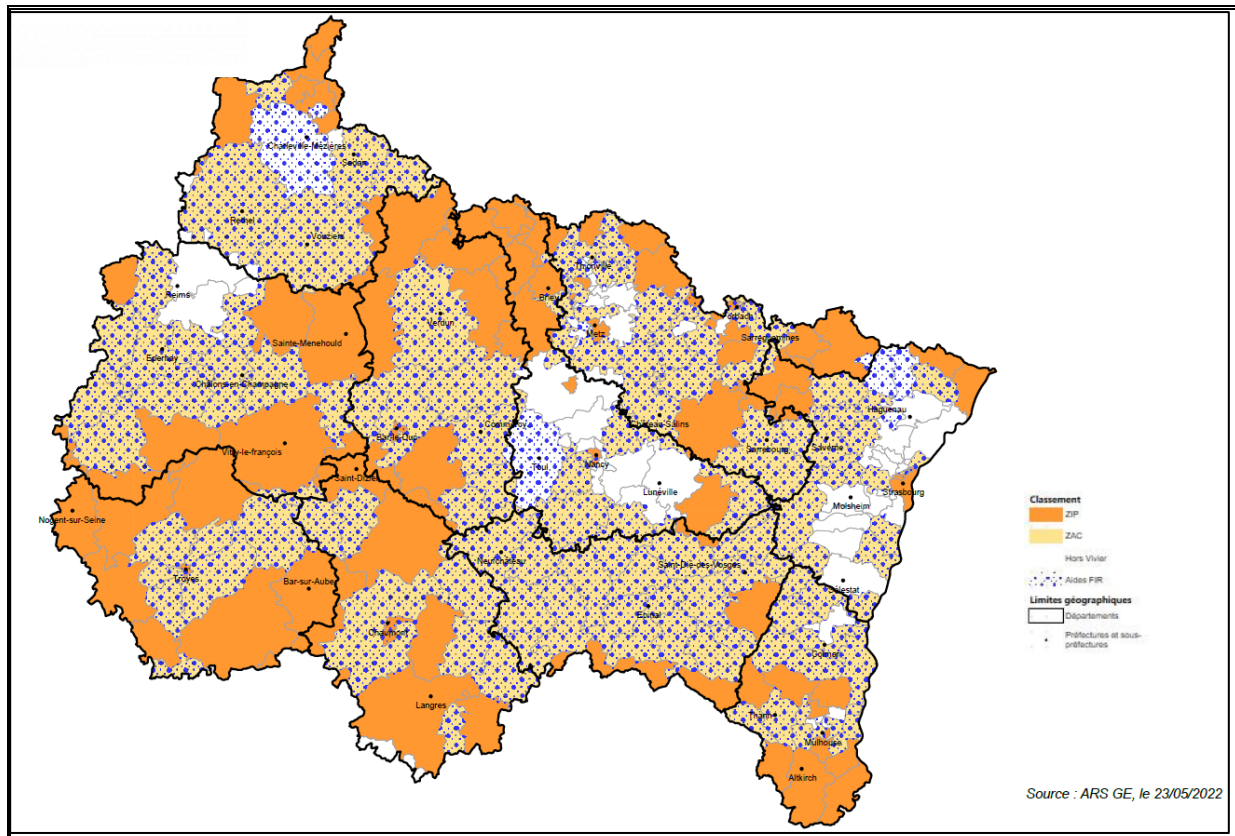 Charleville-Mézières
Sedan
Rethel
Vouziers
Reims
Thionville
Briey
Verdun
Metz
Forbach
Sainte-Menehould
Sarreguemines
Epernay
Châlons-en-Champagne
Haguenau
Commercy
Château-Salins
Bar-le-Duc
Vitry-le-françois
Sarrebourg
Saverne
Toul
Nancy
Saint-Dizier
Lunéville
Strasbourg
Molsheim
Nogent-sur-Seine
Neufchâteau
Saint-Dié-des-Vosges
Troyes
Bar-sur-Aube
Sélestat
Epinal
Chaumont
Colmar
Langres
Thann
Mulhouse
Altkirch
Classement
ZIP
ZAC
Hors Vivier
Aides FIR
Limites géographiques
Départements
Préfectures et sous-
préfectures
Source : ARS GE, le 23/05/2022